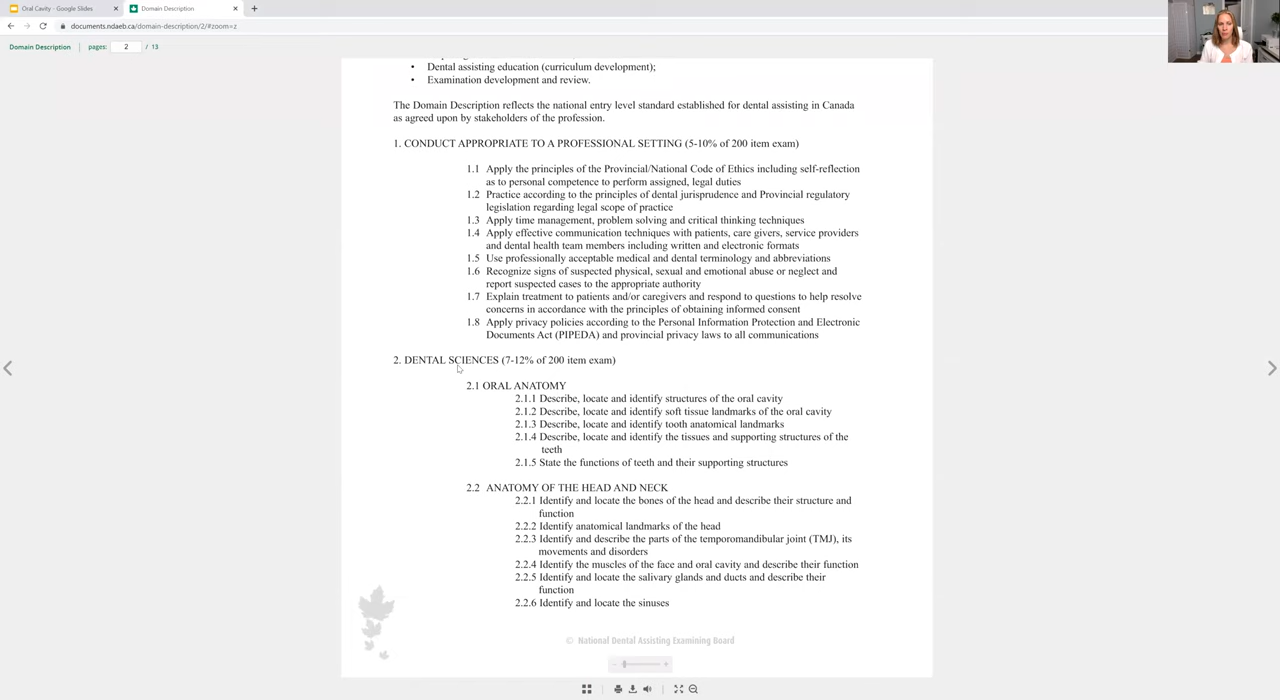 Oral Cavity - Google Slides
Domain Description
documents.ndaeb.ca/domain-description/2/#zoom=z
Domain Description pages: 2 / 13
• Dental assisting education (curriculum development);
• Examination development and review.
The Domain Description reflects the national entry level standard established for dental assisting in Canada
as agreed upon by stakeholders of the profession.
1. CONDUCT APPROPRIATE TO A PROFESSIONAL SETTING (5-10% of 200 item exam)
1.1 Apply the principles of the Provincial/National Code of Ethics including self-reflection
as to personal competence to perform assigned, legal duties
1.2 Practice according to the principles of dental jurisprudence and Provincial regulatory
legislation regarding legal scope of practice
1.3 Apply time management, problem solving and critical thinking techniques
1.4 Apply effective communication techniques with patients, care givers, service providers
and dental health team members including written and electronic formats
1.5 Use professionally acceptable medical and dental terminology and abbreviations
1.6 Recognize signs of suspected physical, sexual and emotional abuse or neglect and
report suspected cases to the appropriate authority
1.7 Explain treatment to patients and/or caregivers and respond to questions to help resolve
concerns in accordance with the principles of obtaining informed consent
1.8 Apply privacy policies according to the Personal Information Protection and Electronic
Documents Act (PIPEDA) and provincial privacy laws to all communications
2. DENTAL SCIENCES (7-12% of 200 item exam)
2.1 ORAL ANATOMY
2.1.1 Describe, locate and identify structures of the oral cavity
2.1.2 Describe, locate and identify soft tissue landmarks of the oral cavity
2.1.3 Describe, locate and identify tooth anatomical landmarks
2.1.4 Describe, locate and identify the tissues and supporting structures of the
teeth
2.1.5 State the functions of teeth and their supporting structures
2.2 ANATOMY OF THE HEAD AND NECK
2.2.1 Identify and locate the bones of the head and describe their structure and
function
2.2.2 Identify anatomical landmarks of the head
2.2.3 Identify and describe the parts of the temporomandibular joint (TMJ), its
movements and disorders
2.2.4 Identify the muscles of the face and oral cavity and describe their function
2.2.5 Identify and locate the salivary glands and ducts and describe their
function
2.2.6 Identify and locate the sinuses
© National Dental Assisting Examining Board